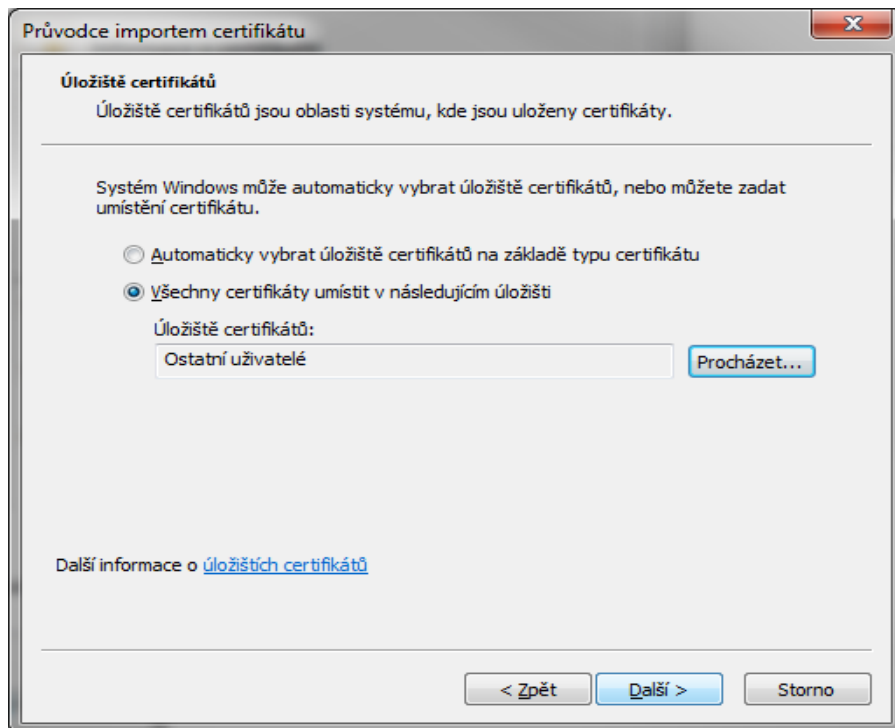 Průvodce importem certifikátu
Úložiště certifikátů
Úložiště certifikátů jsou oblasti systému, kde jsou uloženy certifikáty.
Systém Windows může automaticky vybrat úložiště certifikátů, nebo můžete zadat
umístění certifikátu.
Automaticky vybrat úložiště certifikátů na základě typu certifikátu
Všechny certifikáty umístit v následujícím úložišti
Úložiště certifikátů:
Ostatní uživatelé
Procházet...
Další informace o úložištích certifikátů
< Zpět
Další >
Storno